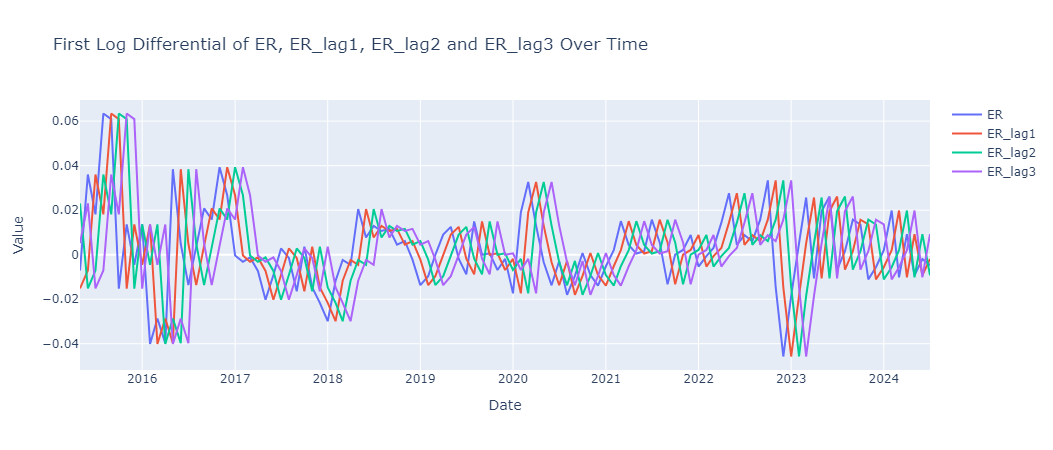 First Log Differential of ER, ER_lag1, ER_lag2 and ER_lag3 Over Time
ER
ER_lag1
ER_lag2
ER_lag3
Value
0.06
0.04
0.02
0
−0.02
−0.04
2016 2017 2018 2019 2020 2021 2022 2023 2024
Date